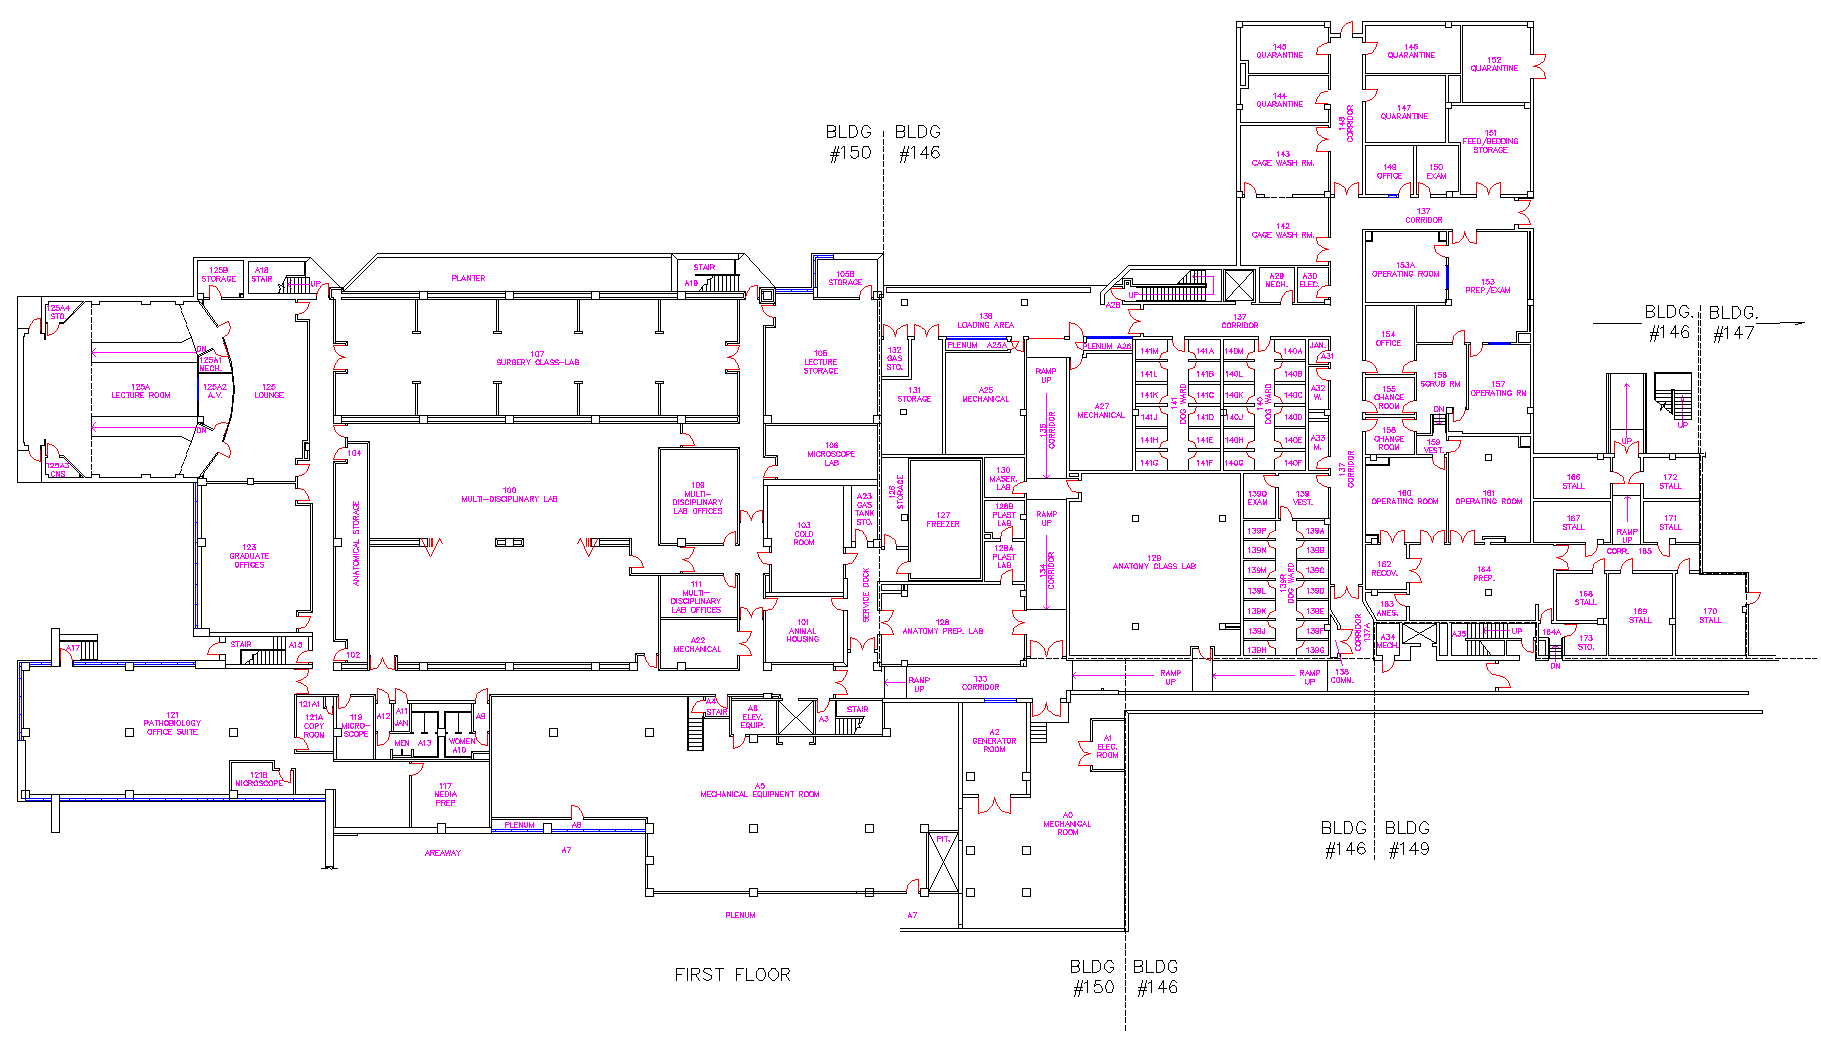 145
QUARANTINE
146
QUARANTINE
152
QUARANTINE
144
QUARANTINE
148
CORRIDOR
147
QUARANTINE
151
FEED/BEDDING
STORAGE
BLDG
#150
BLDG
#146
143
CAGE WASH RM.
149
OFFICE
150
EXAM
137
CORRIDOR
142
CAGE WASH RM.
125B
STORAGE
A18
STAIR
UP
PLANTER
STAIR
A19
105B
STORAGE
A28
UP
A29
MECH.
A30
ELEC.
153A
OPERATING ROOM
153
PREP/EXAM
125A4
STO.
DN
125A1
MECH.
125A
LECTURE ROOM
125A2
A.V.
DN
125A3
CNS
125
LOUNGE
107
SURGERY CLASS-LAB
105
LECTURE
STORAGE
136
LOADING AREA
137
CORRIDOR
132
GAS
STO.
PLENUM A25A
PLENUM A26
131
STORAGE
A25
MECHANICAL
RAMP
UP
135
CORRIDOR
A27
MECHANICAL
141M
141L
141K
141J
141H
141G
141
DOG WARD
141A
141B
141C
141D
141E
141F
140M
140L
140K
140J
140H
140G
140
DOG WARD
140A
140B
140C
140D
140E
140F
JAN.
A31
A32
W.
A33
M.
137
CORRIDOR
154
OFFICE
155
CHANGE
ROOM
156
SCRUB RM
157
OPERATING RM
DN
158
CHANGE
ROOM
159
VEST.
BLDG.
#146
BLDG.
#147
UP
UP
104
ANATOMICAL STORAGE
102
100
MULTI-DISCIPLINARY LAB
109
MULTI-
DISCIPLINARY
LAB OFFICES
106
MICROSCOPE
LAB
103
COLD
ROOM
A23
GAS
TANK
STO.
126
STORAGE
127
FREEZER
130
MASER.
LAB
128B
PLAST
LAB
128A
PLAST
LAB
RAMP
UP
134
CORRIDOR
129
ANATOMY CLASS LAB
139Q
EXAM
139
VEST.
139P
139N
139M
139L
139K
139J
139H
139R
DOG WARD
139A
139B
139C
139D
139E
139F
139G
160
OPERATING ROOM
161
OPERATING ROOM
166
STALL
172
STALL
167
STALL
171
STALL
RAMP
UP
CORR. 165
162
RECOV.
164
PREP.
163
ANES.
168
STALL
169
STALL
170
STALL
164A
173
STO.
DN
A34
MECH.
A35
UP
CORRIDOR
137A
138
COMM.
123
GRADUATE
OFFICES
111
MULTI-
DISCIPLINARY
LAB OFFICES
A22
MECHANICAL
101
ANIMAL
HOUSING
SERVICE DOCK
128
ANATOMY PREP. LAB
A17
STAIR
A15
RAMP
UP
133
CORRIDOR
RAMP
UP
RAMP
UP
121
PATHOBIOLOGY
OFFICE SUITE
121A1
121A
COPY
ROOM
119
MICRO-
SCOPE
A12
A11
JAN
MEN
A13
WOMEN
A10
A9
A4
STAIR
A6
ELEV.
EQUIP.
A3
STAIR
A2
GENERATOR
ROOM
A1
ELEC.
ROOM
121B
MICROSCOPE
117
MEDIA
PREP
A5
MECHANICAL EQUIPMENT ROOM
A0
MECHANICAL
ROOM
PLENUM
A8
AREAWAY
A7
PIT.
PLENUM
A7
BLDG
#146
BLDG
#149
FIRST FLOOR
BLDG
#150
BLDG
#146